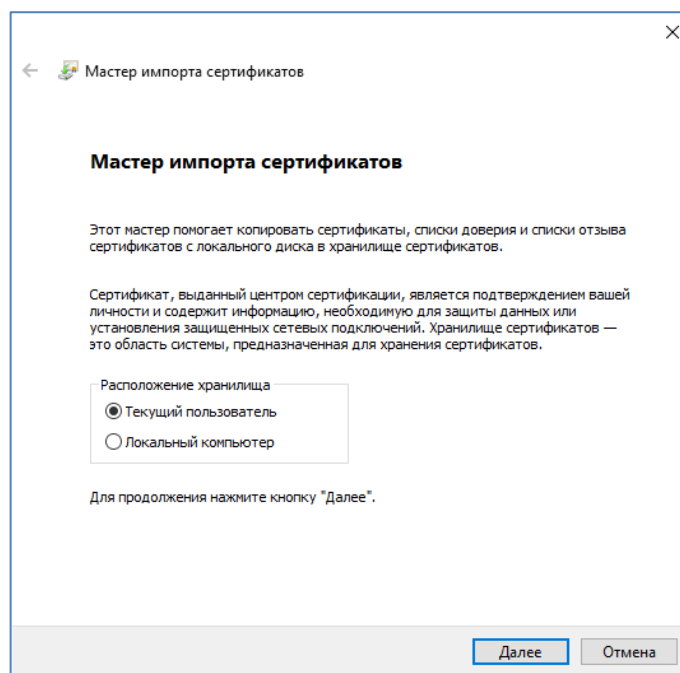 Мастер импорта сертификатов
Мастер импорта сертификатов
Этот мастер помогает копировать сертификаты, списки доверия и списки отзыва
сертификатов с локального диска в хранилище сертификатов.
Сертификат, выданный центром сертификации, является подтверждением вашей
личности и содержит информацию, необходимую для защиты данных или
установления защищенных сетевых подключений. Хранилище сертификатов —
это область системы, предназначенная для хранения сертификатов.
Расположение хранилища
Текущий пользователь
Локальный компьютер
Для продолжения нажмите кнопку "Далее".
Далее
Отмена